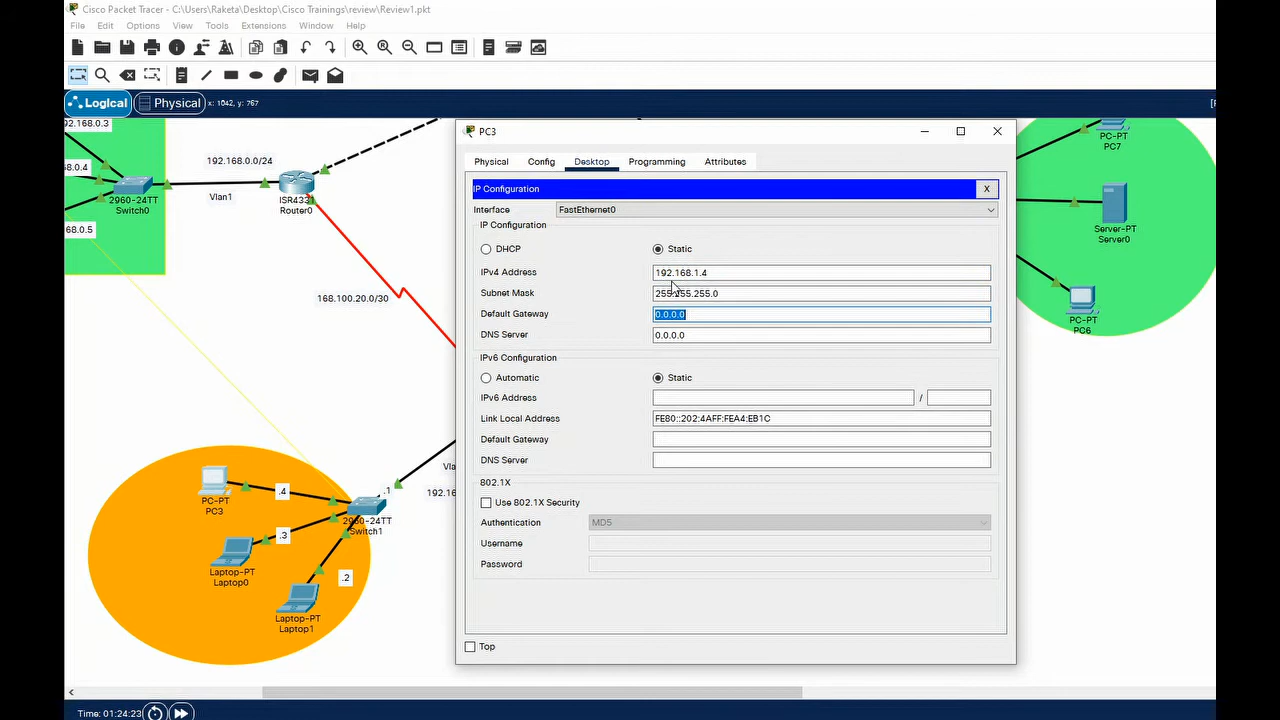 Cisco Packet Tracer - C:\Users\Raketa\Desktop\Cisco Trainings\review\Review1.pkt
File Edit Options View Tools Extensions Window Help
Logical Physical x: 1042, y: 767
92.168.0.3
192.168.0.0/24
.0.4
2960-24TT
Switch0
Vlan1
ISR4331
Router0
68.0.5
168.100.20.0/30
PC3
Physical Config Desktop Programming Attributes
IP Configuration X
Interface FastEthernet0
IP Configuration
DHCP Static
IPv4 Address 192.168.1.4
Subnet Mask 255.255.255.0
Default Gateway 0.0.0.0
DNS Server 0.0.0.0
IPv6 Configuration
Automatic Static
IPv6 Address /
Link Local Address FE80::202:4AFF:FEA4:EB1C
Default Gateway
DNS Server
802.1X
Use 802.1X Security
Authentication MD5
Username
Password
Top
PC-PT
PC7
Server-PT
Server0
PC-PT
PC6
Vla
192.16
.1
2960-24TT
Switch1
.4
PC-PT
PC3
.3
Laptop-PT
Laptop0
.2
Laptop-PT
Laptop1
Time: 01:24:23